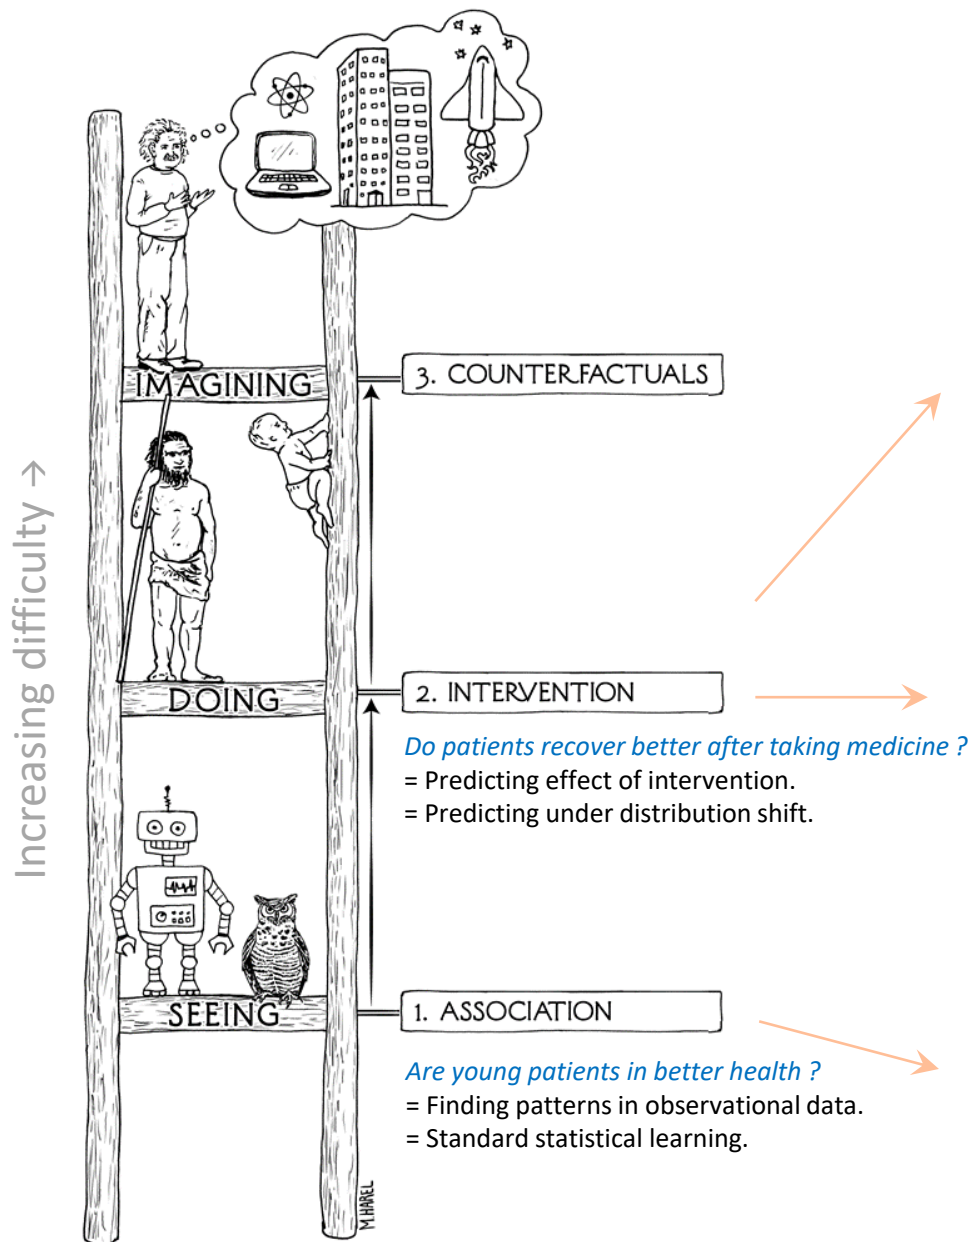 Increasing difficulty →
IMAGINING
3. COUNTERFACTUALS
DOING
2. INTERVENTION
Do patients recover better after taking medicine ?
= Predicting effect of intervention.
= Predicting under distribution shift.
SEEING
1. ASSOCIATION
Are young patients in better health ?
= Finding patterns in observational data.
= Standard statistical learning.
M.HAREL